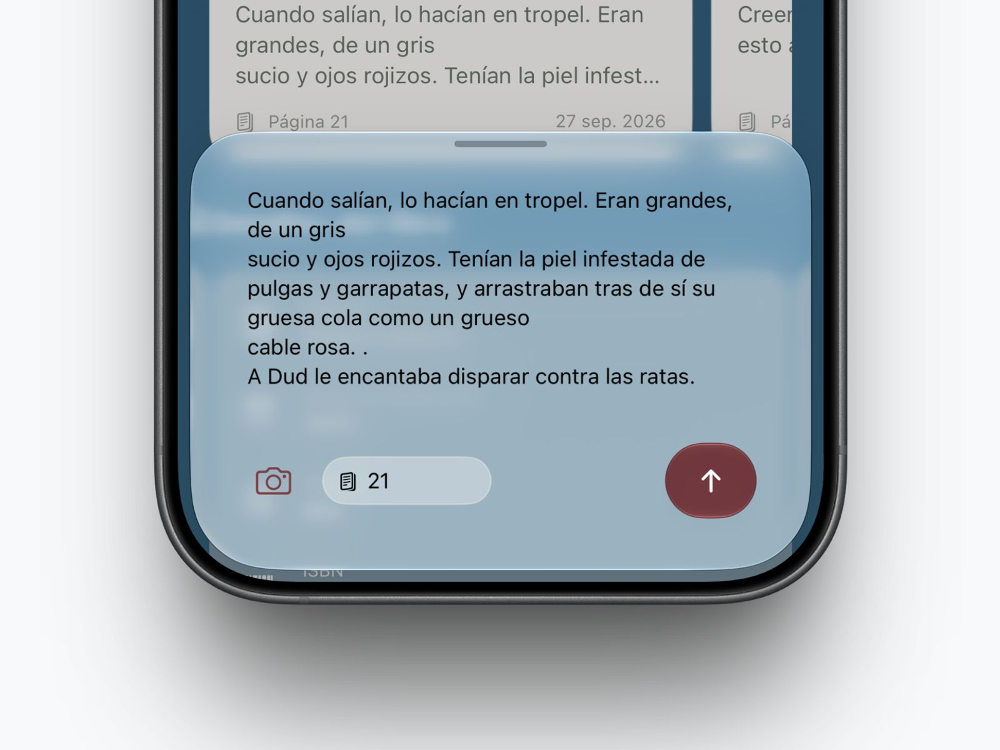 Cuando salían, lo hacían en tropel. Eran
grandes, de un gris
sucio y ojos rojizos. Tenían la piel infest...
Página 21
27 sep. 2026
Creer
esto
Pá
Cuando salían, lo hacían en tropel. Eran grandes,
de un gris
sucio y ojos rojizos. Tenían la piel infestada de
pulgas y garrapatas, y arrastraban tras de sí su
gruesa cola como un grueso
cable rosa. .
A Dud le encantaba disparar contra las ratas.
21
ISBN